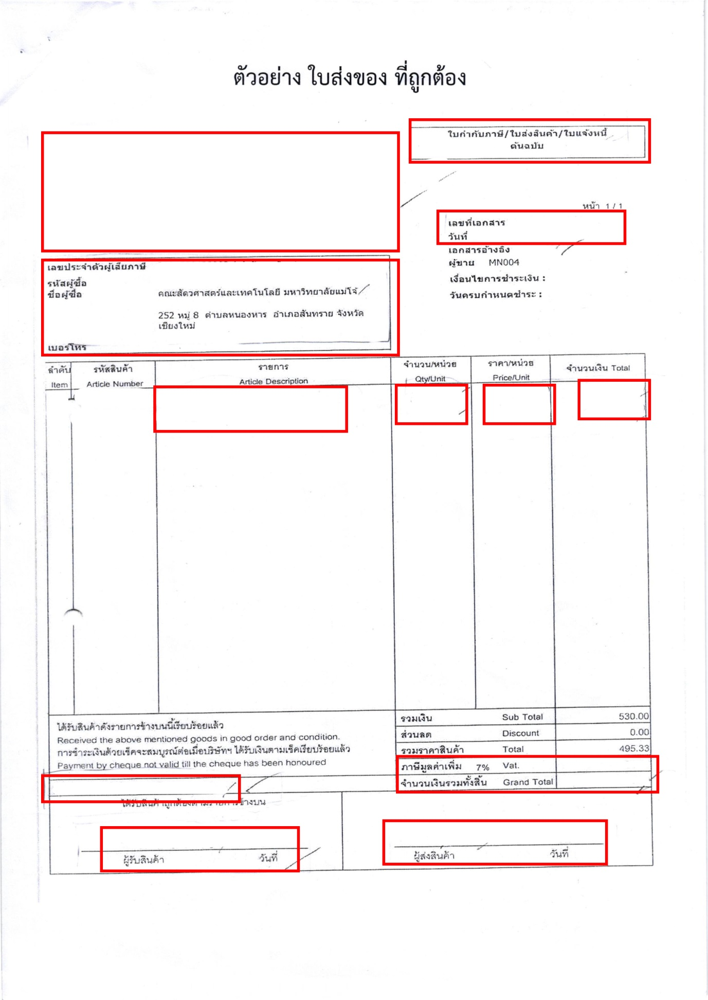 ตัวอย่าง ใบส่งของ ที่ถูกต้อง
ใบกำกับภาษี/ใบส่งสินค้า/ใบแจ้งหนี้
ต้นฉบับ
หน้า 1 / 1
เลขที่เอกสาร
วันที่
เอกสารอ้างอิง
ผู้ขาย MN004
เงื่อนไขการชำระเงิน :
วันครบกำหนดชำระ :
เลขประจำตัวผู้เสียภาษี
รหัสผู้ซื้อ
ชื่อผู้ซื้อ คณะสัตวศาสตร์และเทคโนโลยี มหาวิทยาลัยแม่โจ้
252 หมู่ 8 ตำบลหนองหาร อำเภอสันทราย จังหวัด
เชียงใหม่
เบอร์โทร
ลำดับ รหัสสินค้า รายการ จำนวน/หน่วย ราคา/หน่วย จำนวนเงิน Total
Item Article Number Article Description Qty/Unit Price/Unit
รวมเงิน Sub Total 530.00
ส่วนลด Discount 0.00
รวมราคาสินค้า Total 495.33
ภาษีมูลค่าเพิ่ม 7% Vat.
จำนวนเงินรวมทั้งสิ้น Grand Total
ได้รับสินค้าดังรายการข้างบนนี้เรียบร้อยแล้ว
Received the above mentioned goods in good order and condition.
การชำระเงินด้วยเช็คจะสมบูรณ์ต่อเมื่อบริษัทฯ ได้รับเงินตามเช็คเรียบร้อยแล้ว
Payment by cheque not valid till the cheque has been honoured
ได้รับสินค้าถูกต้องตามรายการข้างบน
ผู้รับสินค้า วันที่
ผู้ส่งสินค้า วันที่